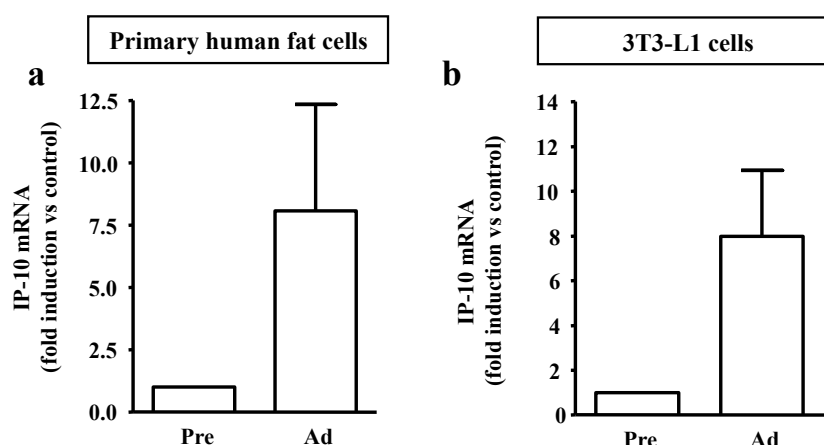 Primary human fat cells
a
IP-10 mRNA
(fold induction vs control)
12.5
10.0
7.5
5.0
2.5
0.0
Pre Ad
3T3-L1 cells
b
IP-10 mRNA
(fold induction vs control)
14
12
10
8
6
4
2
0
Pre Ad